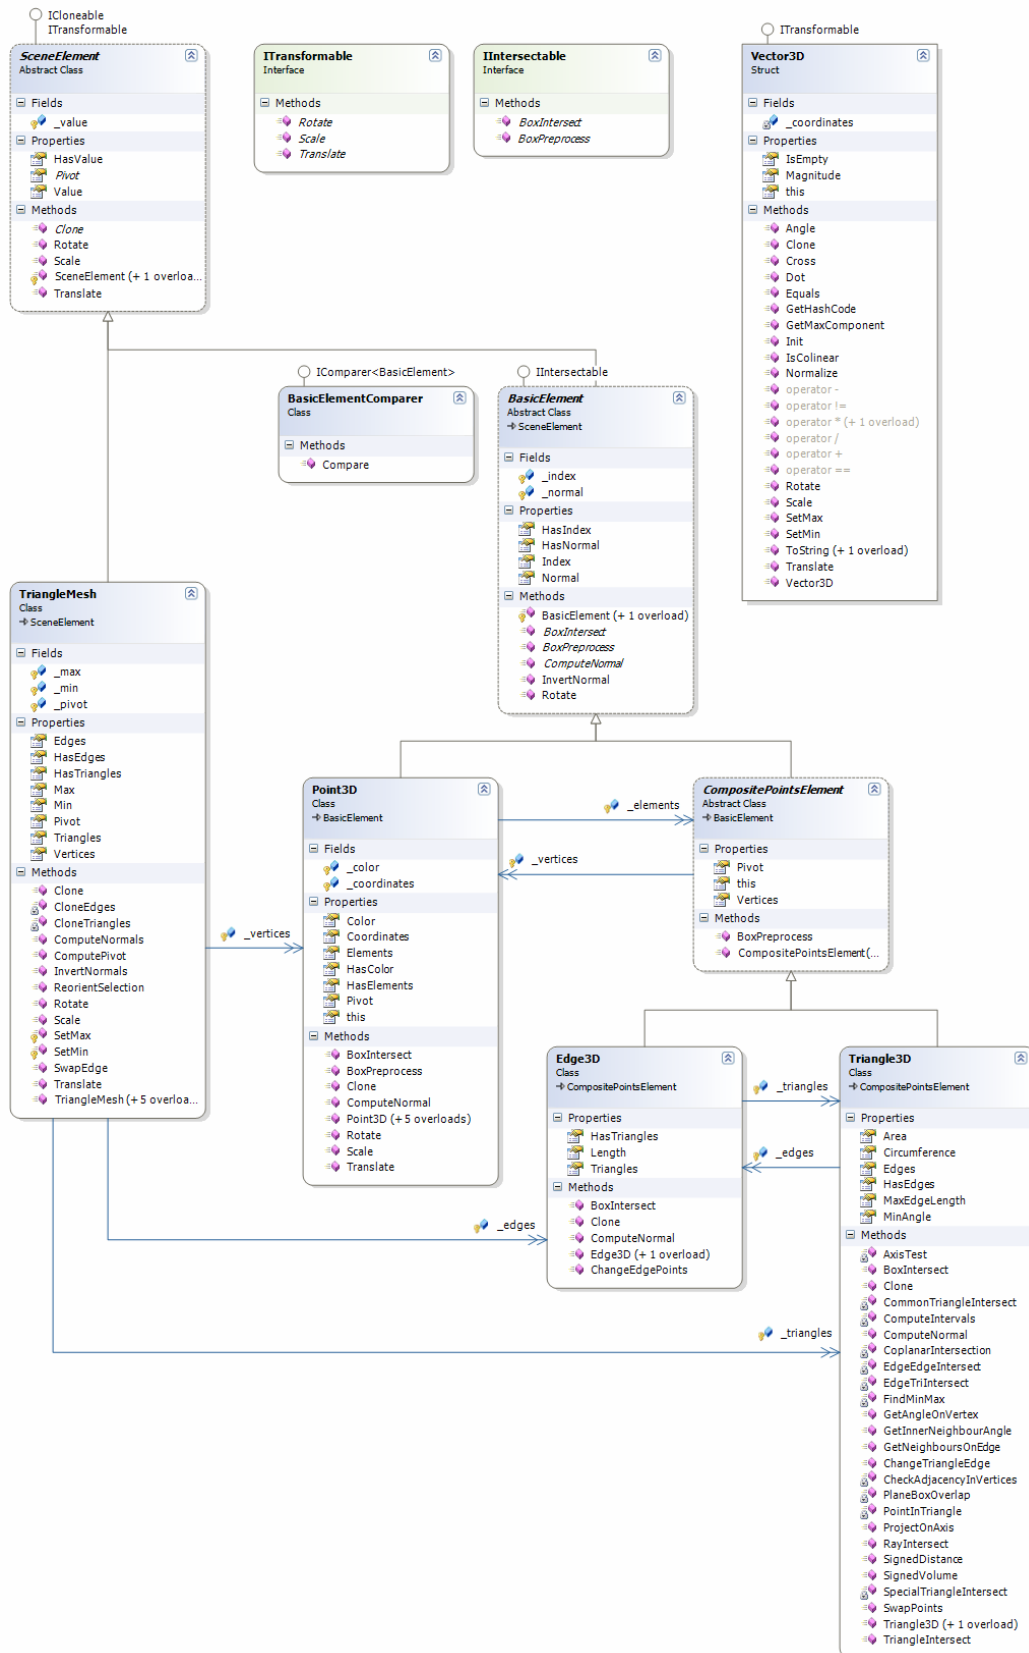 ICloneable
ITransformable
SceneElement
Abstract Class
Fields
_value
Properties
HasValue
Pivot
Value
Methods
Clone
Rotate
Scale
SceneElement (+ 1 overloa...
Translate
ITransformable
Interface
Methods
Rotate
Scale
Translate
IIntersectable
Interface
Methods
BoxIntersect
BoxPreprocess
ITransformable
Vector3D
Struct
Fields
_coordinates
Properties
IsEmpty
Magnitude
this
Methods
Angle
Clone
Cross
Dot
Equals
GetHashCode
GetMaxComponent
Init
IsColinear
Normalize
operator -
operator !=
operator * (+ 1 overload)
operator /
operator +
operator ==
Rotate
Scale
SetMax
SetMin
ToString (+ 1 overload)
Translate
Vector3D
IComparer<BasicElement>
BasicElementComparer
Class
Methods
Compare
IIntersectable
BasicElement
Abstract Class
SceneElement
Fields
_index
_normal
Properties
HasIndex
HasNormal
Index
Normal
Methods
BasicElement (+ 1 overload)
BoxIntersect
BoxPreprocess
ComputeNormal
InvertNormal
Rotate
TriangleMesh
Class
SceneElement
Fields
_max
_min
_pivot
Properties
Edges
HasEdges
HasTriangles
Max
Min
Pivot
Triangles
Vertices
Methods
Clone
CloneEdges
CloneTriangles
ComputeNormals
ComputePivot
InvertNormals
ReorientSelection
Rotate
Scale
SetMax
SetMin
SwapEdge
Translate
TriangleMesh (+ 5 overloa...
_vertices
Point3D
Class
BasicElement
Fields
_color
_coordinates
Properties
Color
Coordinates
Elements
HasColor
HasElements
Pivot
this
Methods
BoxIntersect
BoxPreprocess
Clone
ComputeNormal
Point3D (+ 5 overloads)
Rotate
Scale
Translate
_elements
_vertices
CompositePointsElement
Abstract Class
BasicElement
Properties
Pivot
this
Vertices
Methods
BoxPreprocess
CompositePointsElement(...
Edge3D
Class
CompositePointsElement
Properties
HasTriangles
Length
Triangles
Methods
BoxIntersect
Clone
ComputeNormal
Edge3D (+ 1 overload)
ChangeEdgePoints
_triangles
_edges
_edges
_triangles
Triangle3D
Class
CompositePointsElement
Properties
Area
Circumference
Edges
HasEdges
MaxEdgeLength
MinAngle
Methods
AxisTest
BoxIntersect
Clone
CommonTriangleIntersect
ComputeIntervals
ComputeNormal
CoplanarIntersection
EdgeEdgeIntersect
EdgeTriIntersect
FindMinMax
GetAngleOnVertex
GetInnerNeighbourAngle
GetNeighboursOnEdge
ChangeTriangleEdge
CheckAdjacencyInVertices
PlaneBoxOverlap
PointInTriangle
ProjectOnAxis
RayIntersect
SignedDistance
SignedVolume
SpecialTriangleIntersect
SwapPoints
Triangle3D (+ 1 overload)
TriangleIntersect